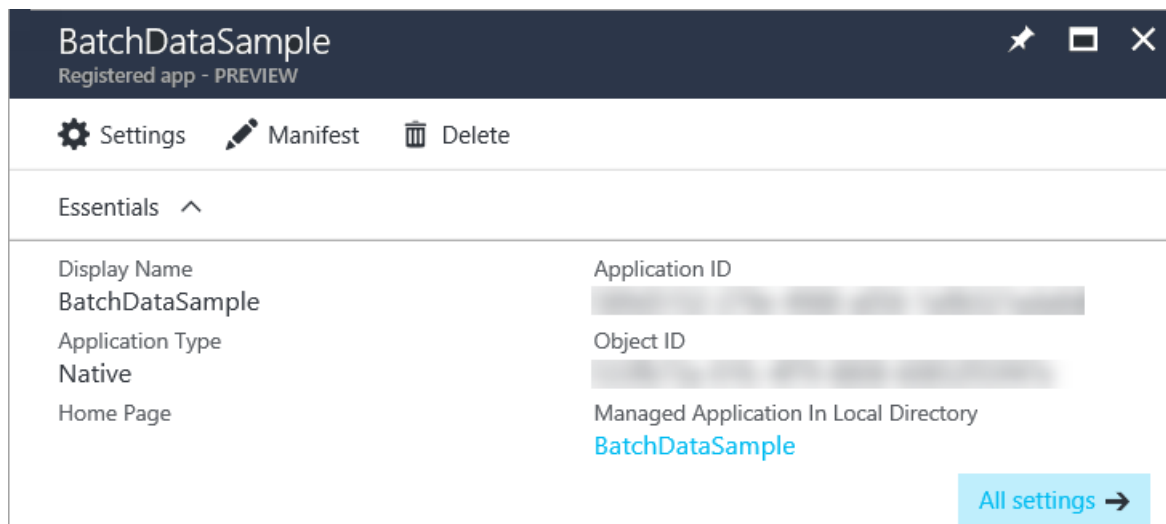 BatchDataSample
Registered app - PREVIEW
Settings Manifest Delete
Essentials
Display Name
BatchDataSample
Application Type
Native
Home Page
Application ID
Object ID
Managed Application In Local Directory
BatchDataSample
All settings